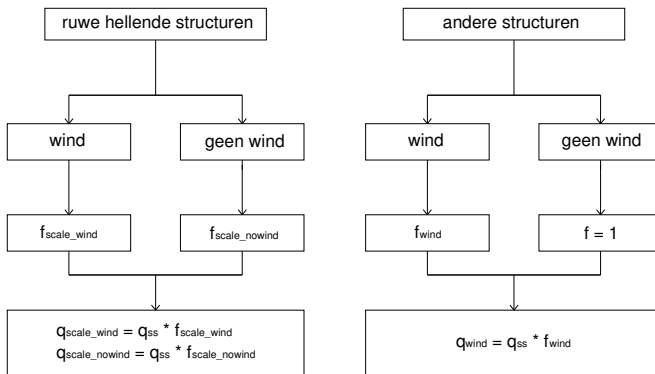 ruwe hellende structuren
andere structuren
wind
geen wind
wind
geen wind
fscale_wind
fscale_nowind
fwind
f = 1
qscale_wind = qss * fscale_wind
qscale_nowind = qss * fscale_nowind
qwind = qss * fwind